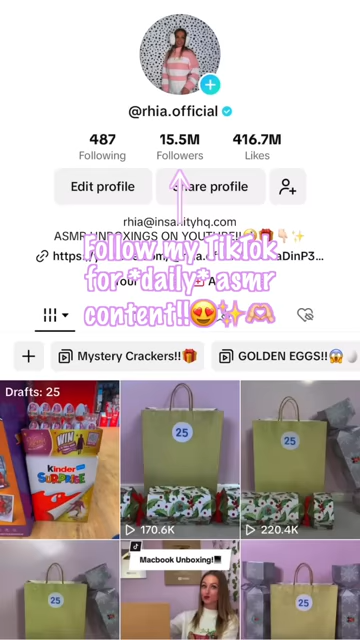 @rhia.official
487
15.5M
416.7M
Following
Followers
Likes
Edit profile
Share profile
rhia@insanityhq.com
ASMR UNBOXINGS ON YOUTUBE!!
Follow my TikTok
for *daily* asmr
content!!😍✨🫶
+
Mystery Crackers!!🎁
GOLDEN EGGS!!😱🥚
Drafts: 25
WIN
Kinder
SURPRISE
25
170.6K
25
220.4K
25
Macbook Unboxing!
25